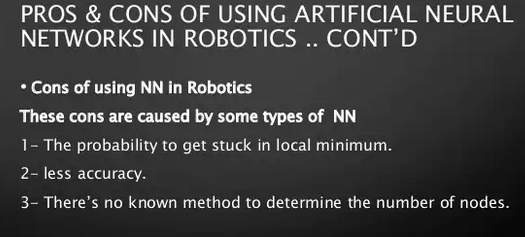 PROS & CONS OF USING ARTIFICIAL NEURAL
NETWORKS IN ROBOTICS .. CONT'D
• Cons of using NN in Robotics
These cons are caused by some types of NN
1- The probability to get stuck in local minimum.
2- less accuracy.
3- There's no known method to determine the number of nodes.